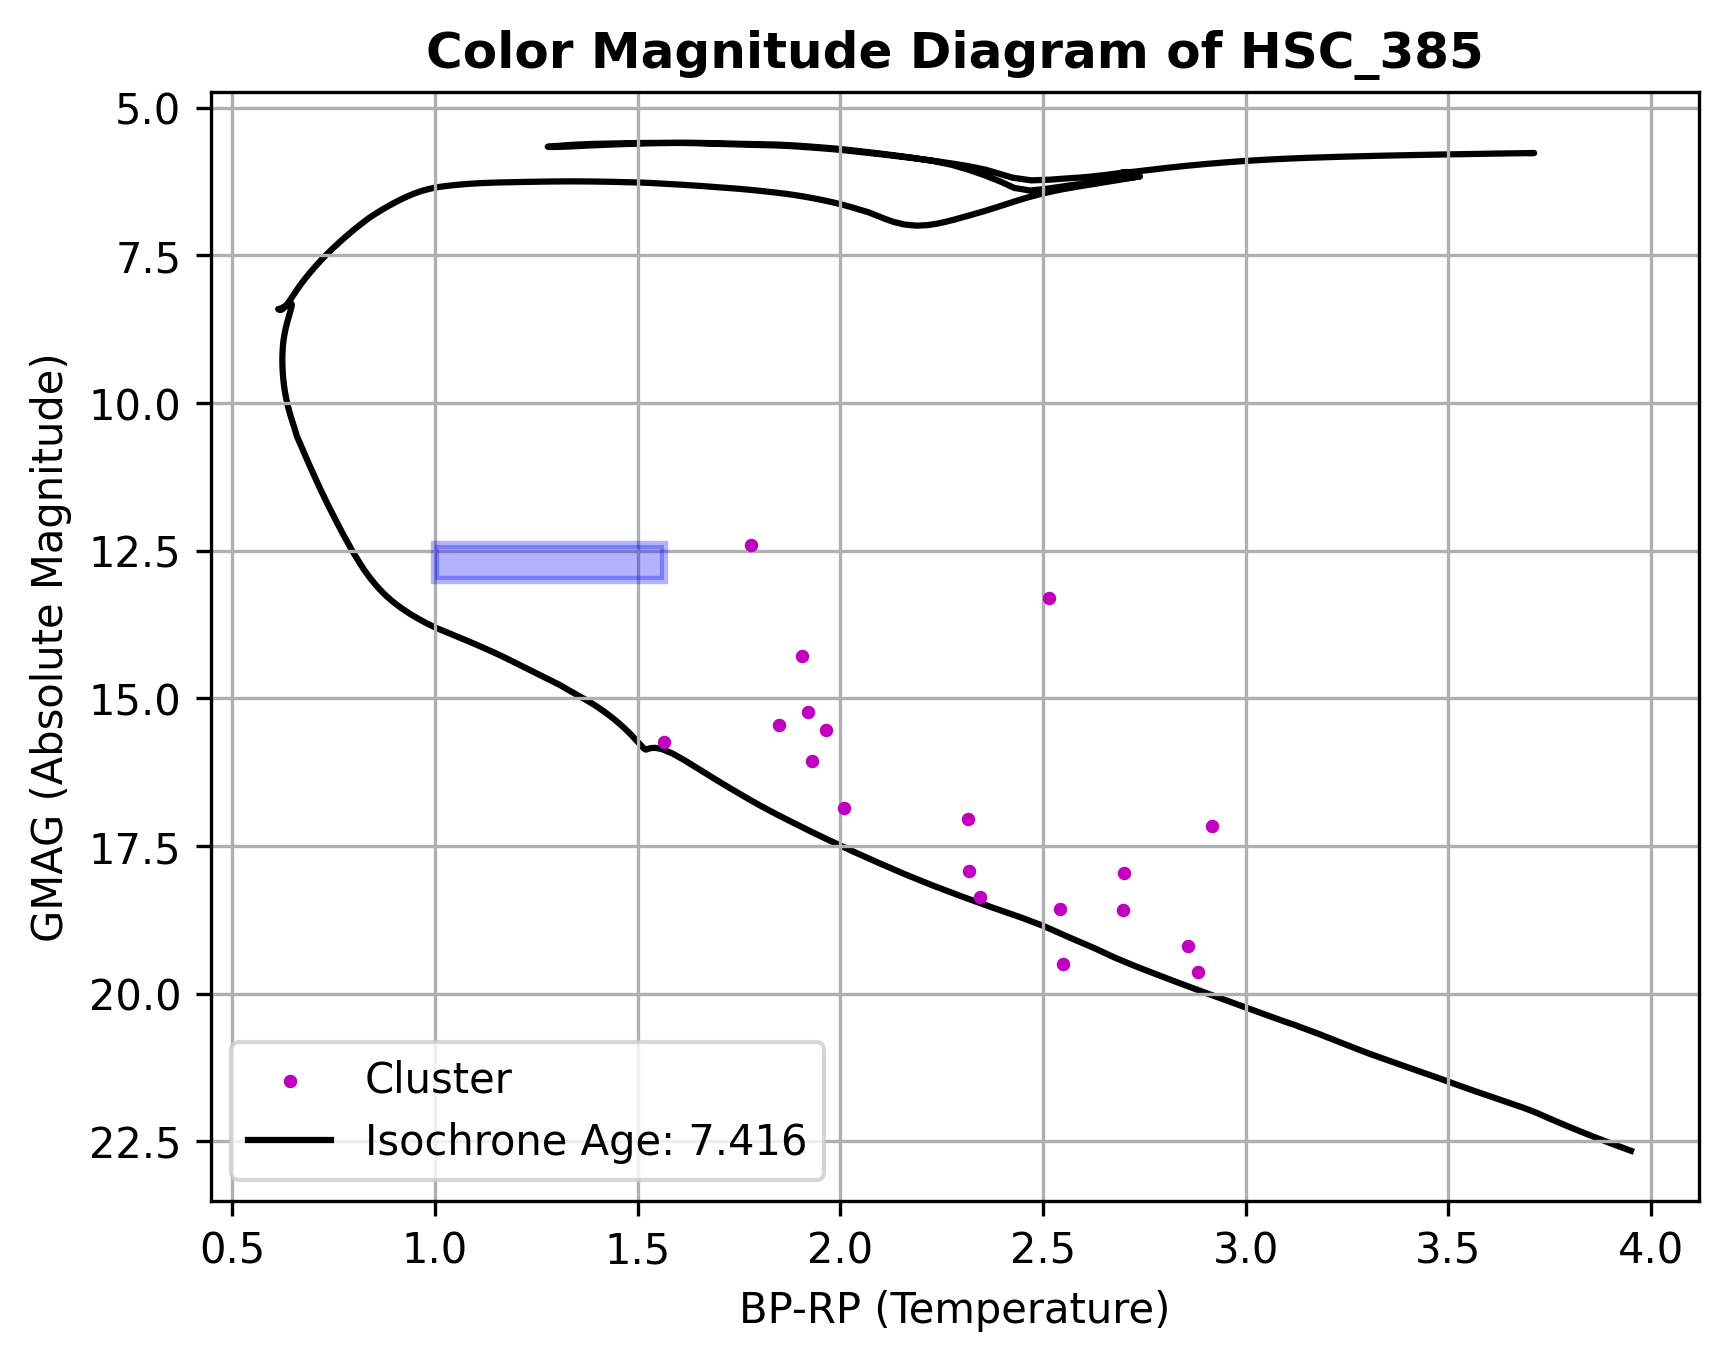 Color Magnitude Diagram of HSC_385
5.0
7.5
10.0
12.5
15.0
17.5
20.0
22.5
GMAG (Absolute Magnitude)
Cluster
Isochrone Age: 7.416
0.5 1.0 1.5 2.0 2.5 3.0 3.5 4.0
BP-RP (Temperature)